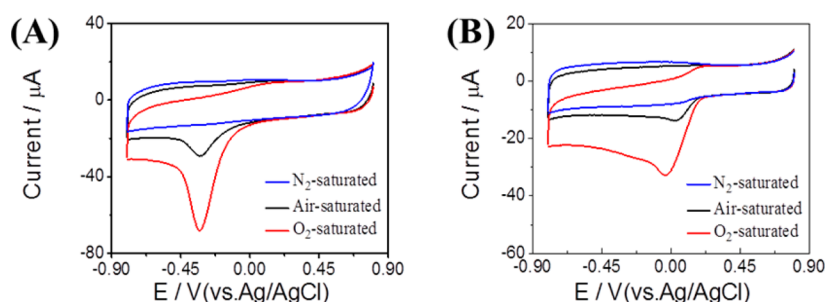 (A)
40
0
-40
-80
Current / μA
N₂-saturated
Air-saturated
O₂-saturated
-0.90 -0.45 0.00 0.45 0.90
E / V(vs.Ag/AgCl)
(B)
20
0
-20
-40
-60
Current / μA
N₂-saturated
Air-saturated
O₂-saturated
-0.90 -0.45 0.00 0.45 0.90
E / V(vs.Ag/AgCl)